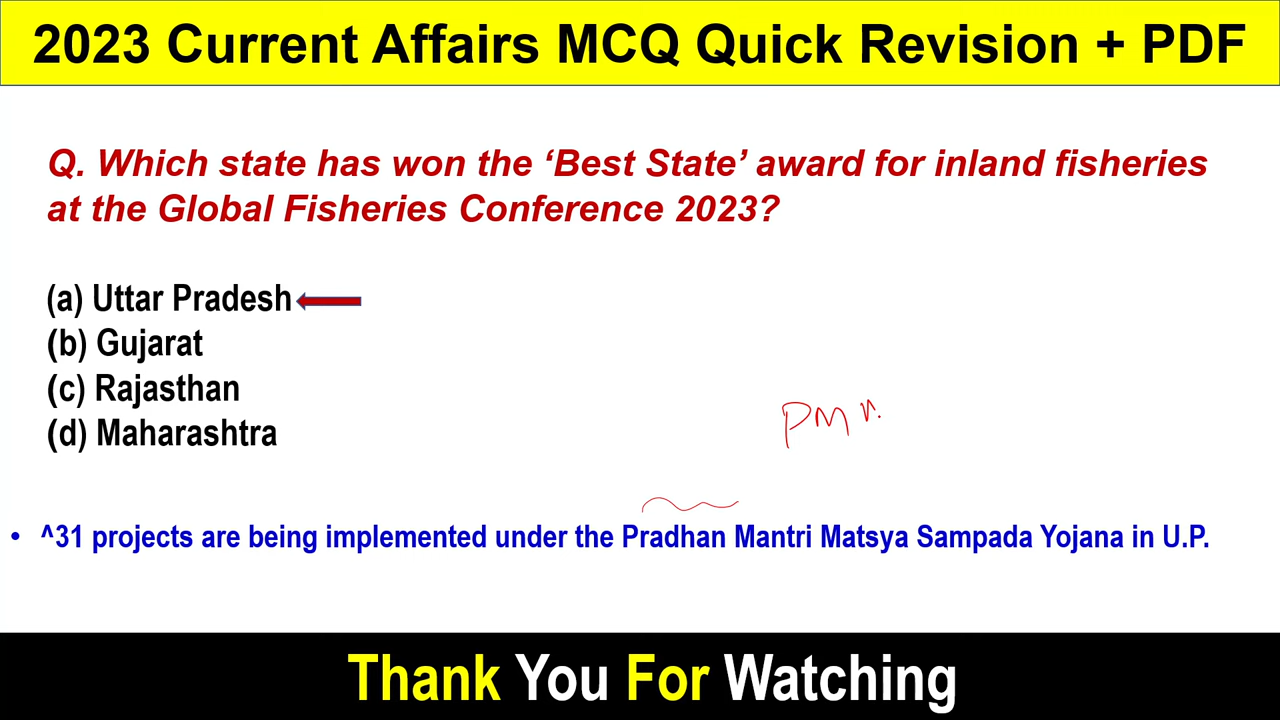 2023 Current Affairs MCQ Quick Revision + PDF
Q. Which state has won the ‘Best State’ award for inland fisheries
at the Global Fisheries Conference 2023?
(a) Uttar Pradesh
(b) Gujarat
(c) Rajasthan
(d) Maharashtra
PM
• ^31 projects are being implemented under the Pradhan Mantri Matsya Sampada Yojana in U.P.
Thank You For Watching